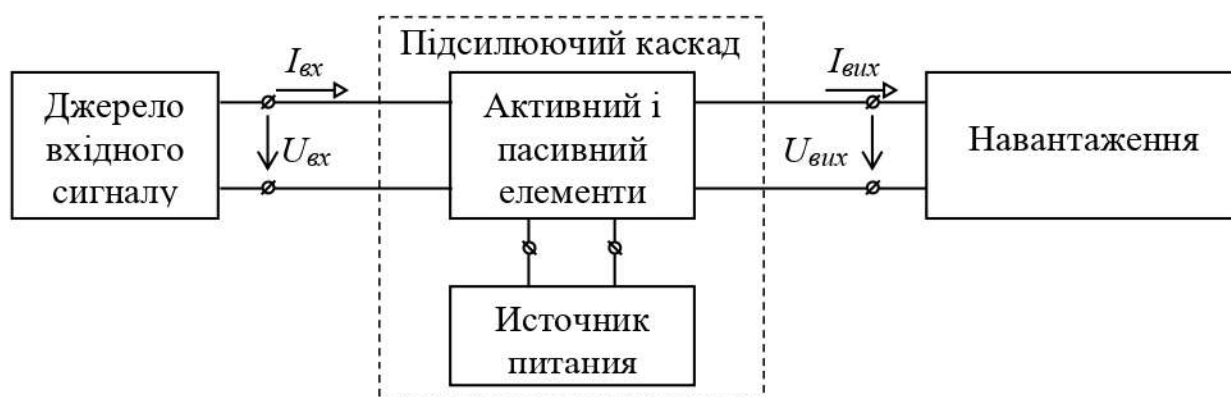 Підсилюючий каскад
Джерело
вхідного
сигналу
Iвх
Uвх
Активний і
пасивний
елементи
Iвих
Uвих
Навантаження
Источник
питания